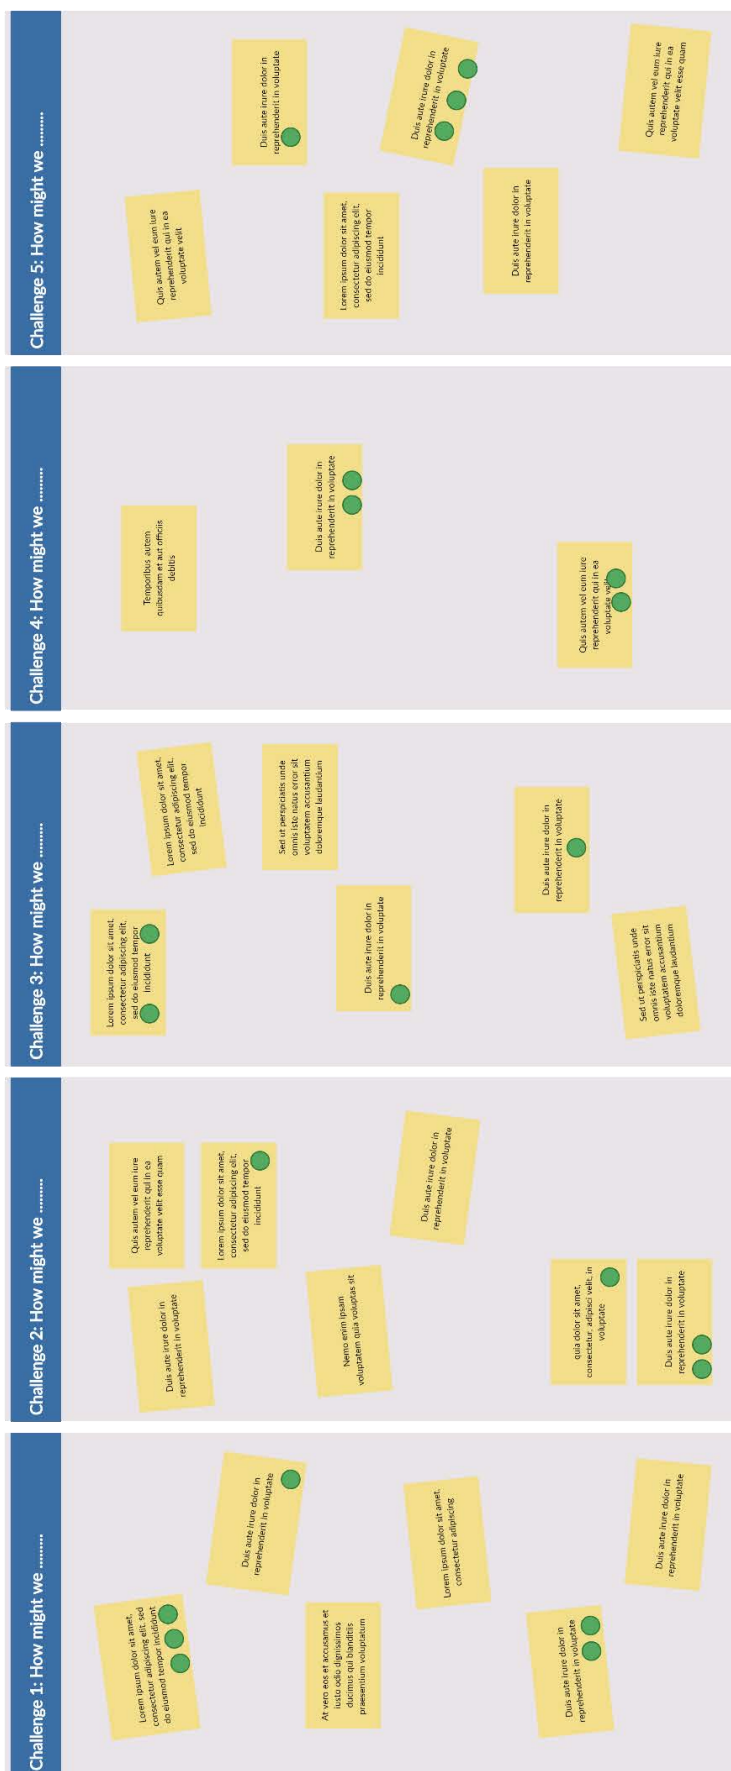 Challenge 1: How might we .........
Lorem ipsum dolor sit amet,
consectetur adipiscing elit, sed
do eiusmod tempor incididunt
Duis aute irure dolor in
reprehenderit in voluptate
At vero eos et accusamus et
iusto odio dignissimos
ducimus qui blanditiis
praesentium voluptatum
Lorem ipsum dolor sit amet,
consectetur adipiscing
Duis aute irure dolor in
reprehenderit in voluptate
Duis aute irure dolor in
reprehenderit in voluptate
Challenge 2: How might we .........
Quis autem vel eum iure
reprehenderit qui in ea
voluptate velit esse quam
Duis aute irure dolor in
reprehenderit in voluptate
Lorem ipsum dolor sit amet,
consectetur adipiscing elit,
sed do eiusmod tempor
incididunt
Nemo enim ipsam
voluptatem quia voluptas sit
Duis aute irure dolor in
reprehenderit in voluptate
quia dolor sit amet,
consectetur, adipisci velit, in
voluptate
Duis aute irure dolor in
reprehenderit in voluptate
Challenge 3: How might we .........
Lorem ipsum dolor sit amet,
consectetur adipiscing elit,
sed do eiusmod tempor
incididunt
Lorem ipsum dolor sit amet,
consectetur adipiscing elit,
sed do eiusmod tempor
incididunt
Sed ut perspiciatis unde
omnis iste natus error sit
voluptatem accusantium
doloremque laudantium
Duis aute irure dolor in
reprehenderit in voluptate
Duis aute irure dolor in
reprehenderit in voluptate
Sed ut perspiciatis unde
omnis iste natus error sit
voluptatem accusantium
doloremque laudantium
Challenge 4: How might we .........
Temporibus autem
quibusdam et aut officiis
debitis
Duis aute irure dolor in
reprehenderit in voluptate
Quis autem vel eum iure
reprehenderit qui in ea
voluptate velit
Challenge 5: How might we .........
Quis autem vel eum iure
reprehenderit qui in ea
voluptate velit
Duis aute irure dolor in
reprehenderit in voluptate
Lorem ipsum dolor sit amet,
consectetur adipiscing elit,
sed do eiusmod tempor
incididunt
Duis aute irure dolor in
reprehenderit in voluptate
Duis aute irure dolor in
reprehenderit in voluptate
Quis autem vel eum iure
reprehenderit qui in ea
voluptate velit esse quam